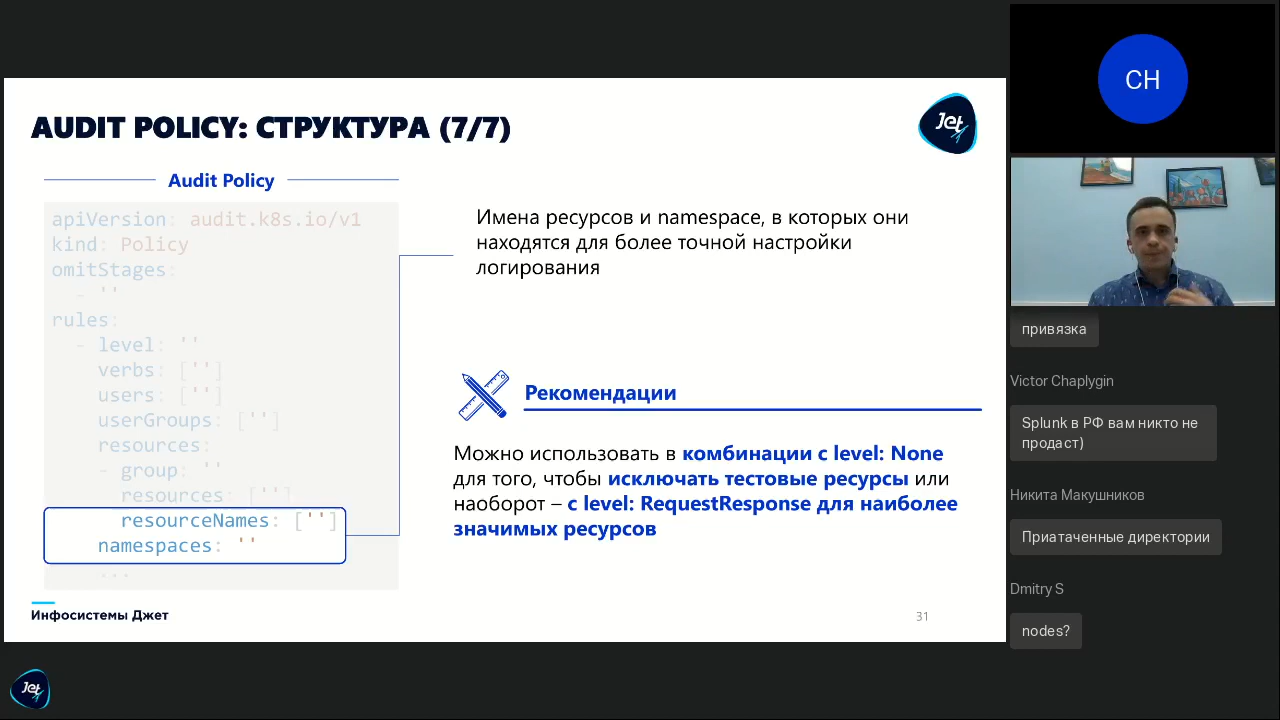 AUDIT POLICY: СТРУКТУРА (7/7)
Jet
Audit Policy
apiVersion: audit.k8s.io/v1
kind: Policy
omitStages:
- ''
rules:
- level: ''
verbs: ['']
users: ['']
userGroups: ['']
resources:
- group: ''
resources: ['']
resourceNames: ['']
namespaces: ''
...
Имена ресурсов и namespace, в которых они
находятся для более точной настройки
логирования
Рекомендации
Можно использовать в комбинации с level: None
для того, чтобы исключать тестовые ресурсы или
наоборот – с level: RequestResponse для наиболее
значимых ресурсов
Инфосистемы Джет
31
Jet
СН
привязка
Victor Chaplygin
Splunk в РФ вам никто не
продаст)
Никита Макушников
Приатаченные директории
Dmitry S
nodes?